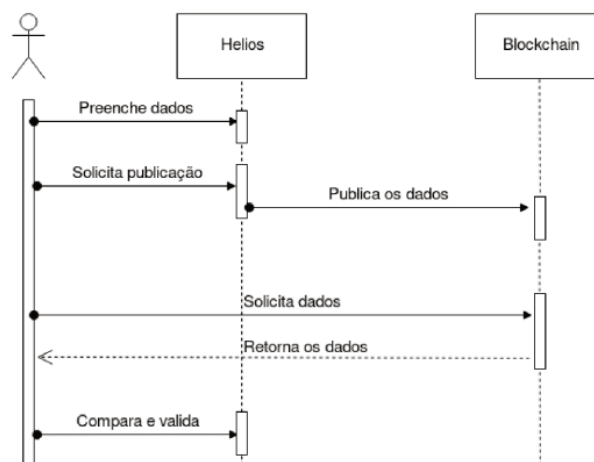 Helios
Blockchain
Preenche dados
Solicita publicação
Publica os dados
Solicita dados
Retorna os dados
Compara e valida